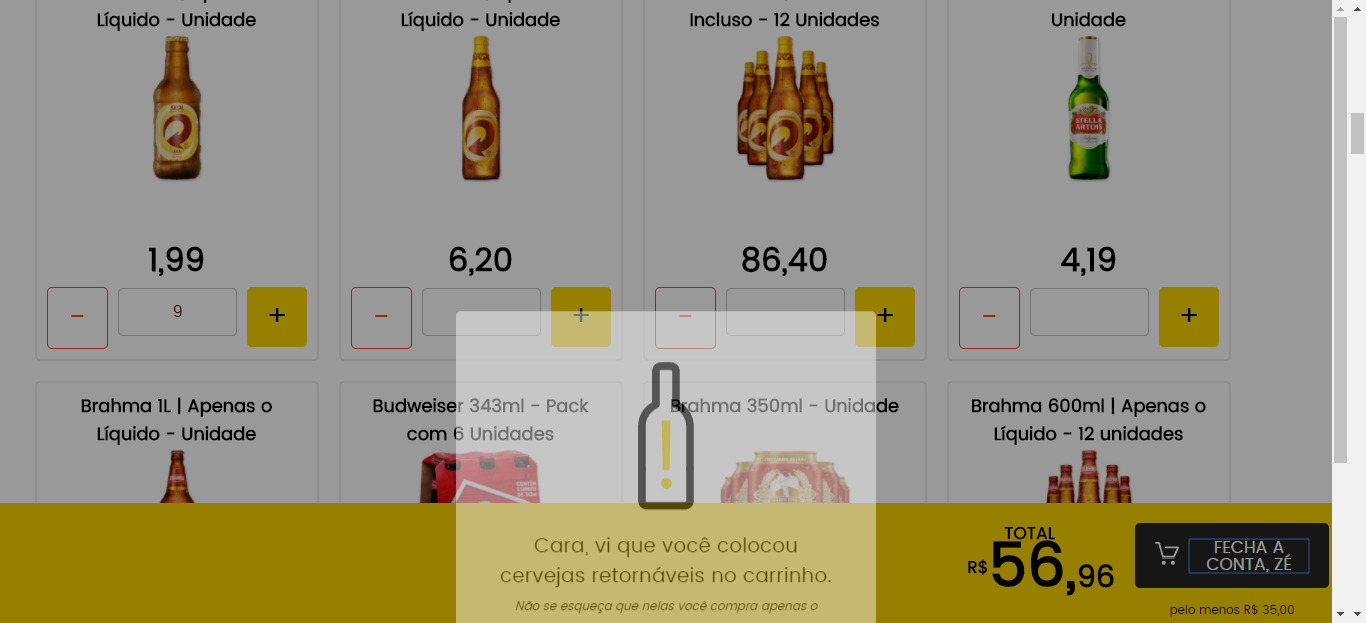 Líquido - Unidade
Líquido - Unidade
Incluso - 12 Unidades
Unidade
STELLA
ARTOIS
1,99
6,20
86,40
4,19
−
9
+
−
+
−
+
−
+
Brahma 1L | Apenas o
Líquido - Unidade
Budweiser 343ml - Pack
com 6 Unidades
Brahma 350ml - Unidade
Brahma 600ml | Apenas o
Líquido - 12 unidades
Cara, vi que você colocou
cervejas retornáveis no carrinho.
Não se esqueça que nelas você compra apenas o
TOTAL
R$56,96
FECHA A
CONTA, ZÉ
pelo menos R$ 35,00